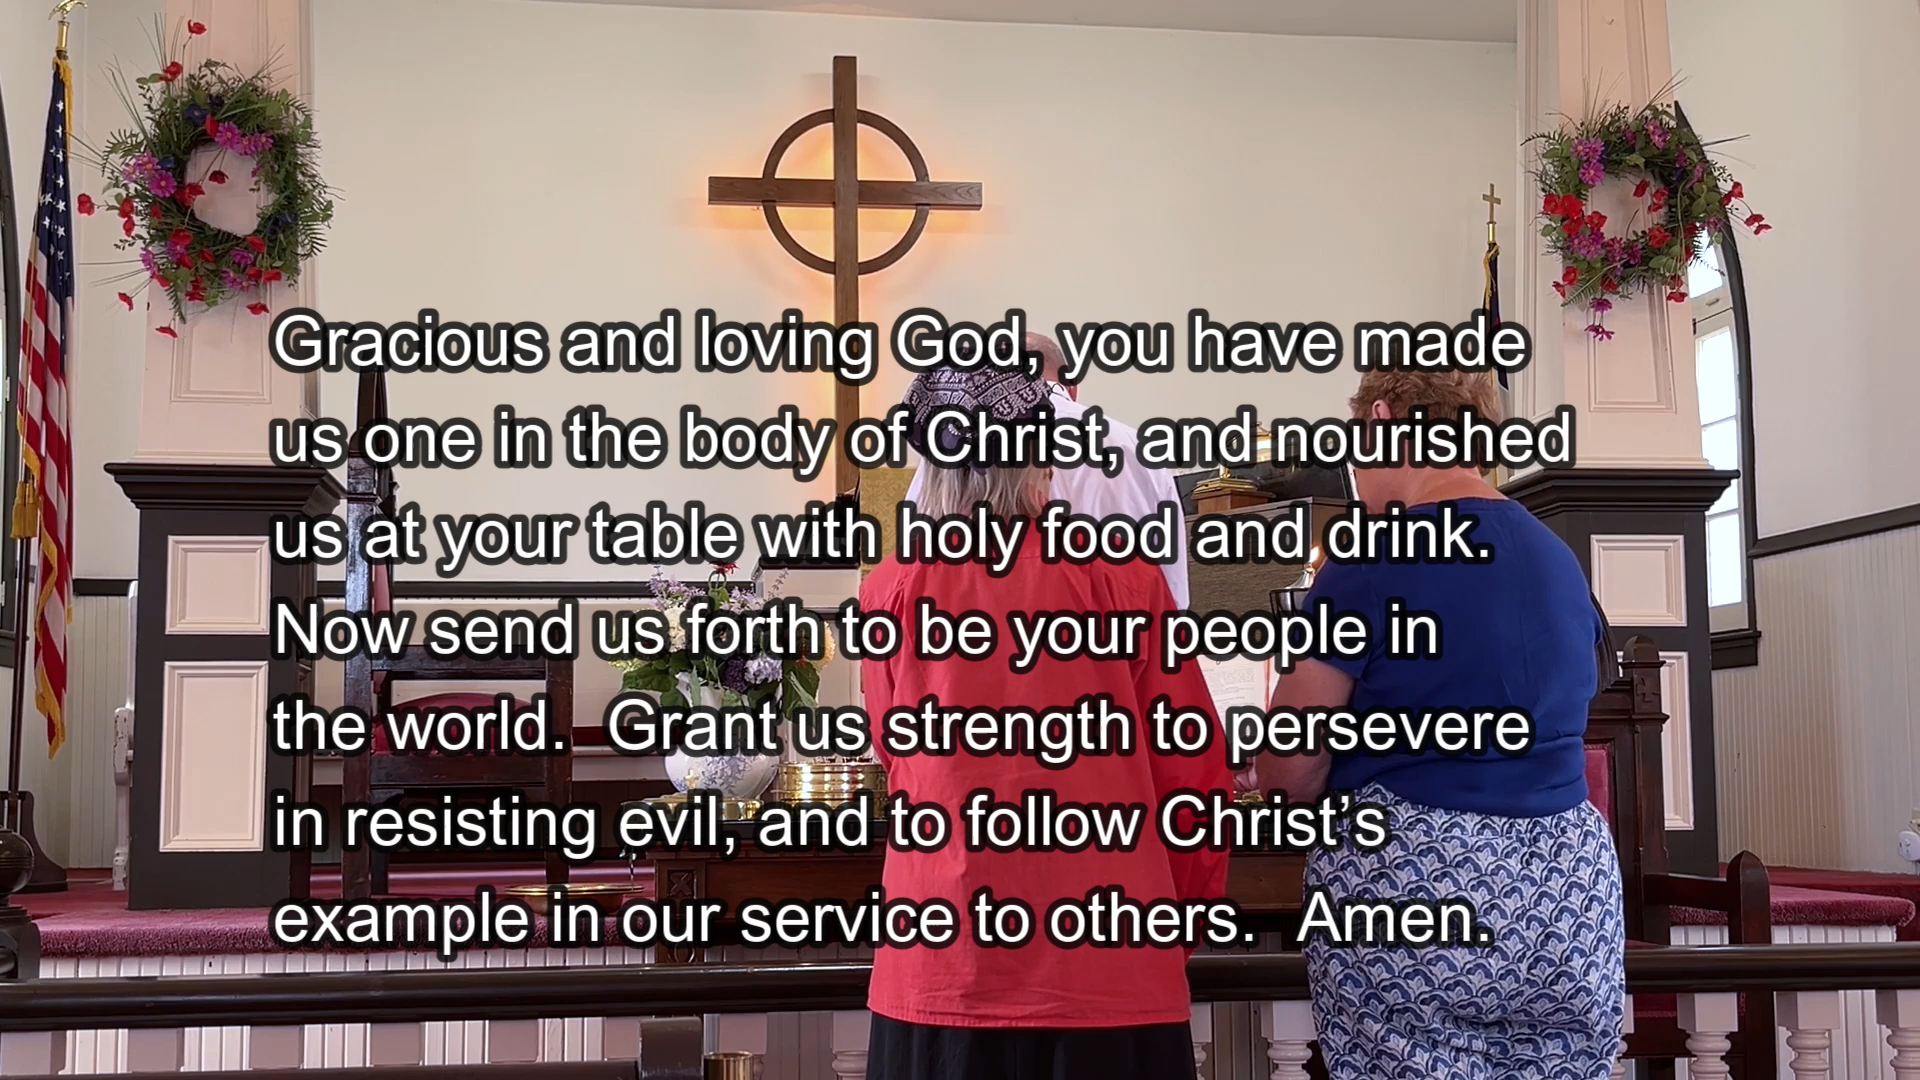 Gracious and loving God, you have made
us one in the body of Christ, and nourished
us at your table with holy food and drink.
Now send us forth to be your people in
the world.  Grant us strength to persevere
in resisting evil, and to follow Christ’s
example in our service to others.  Amen.